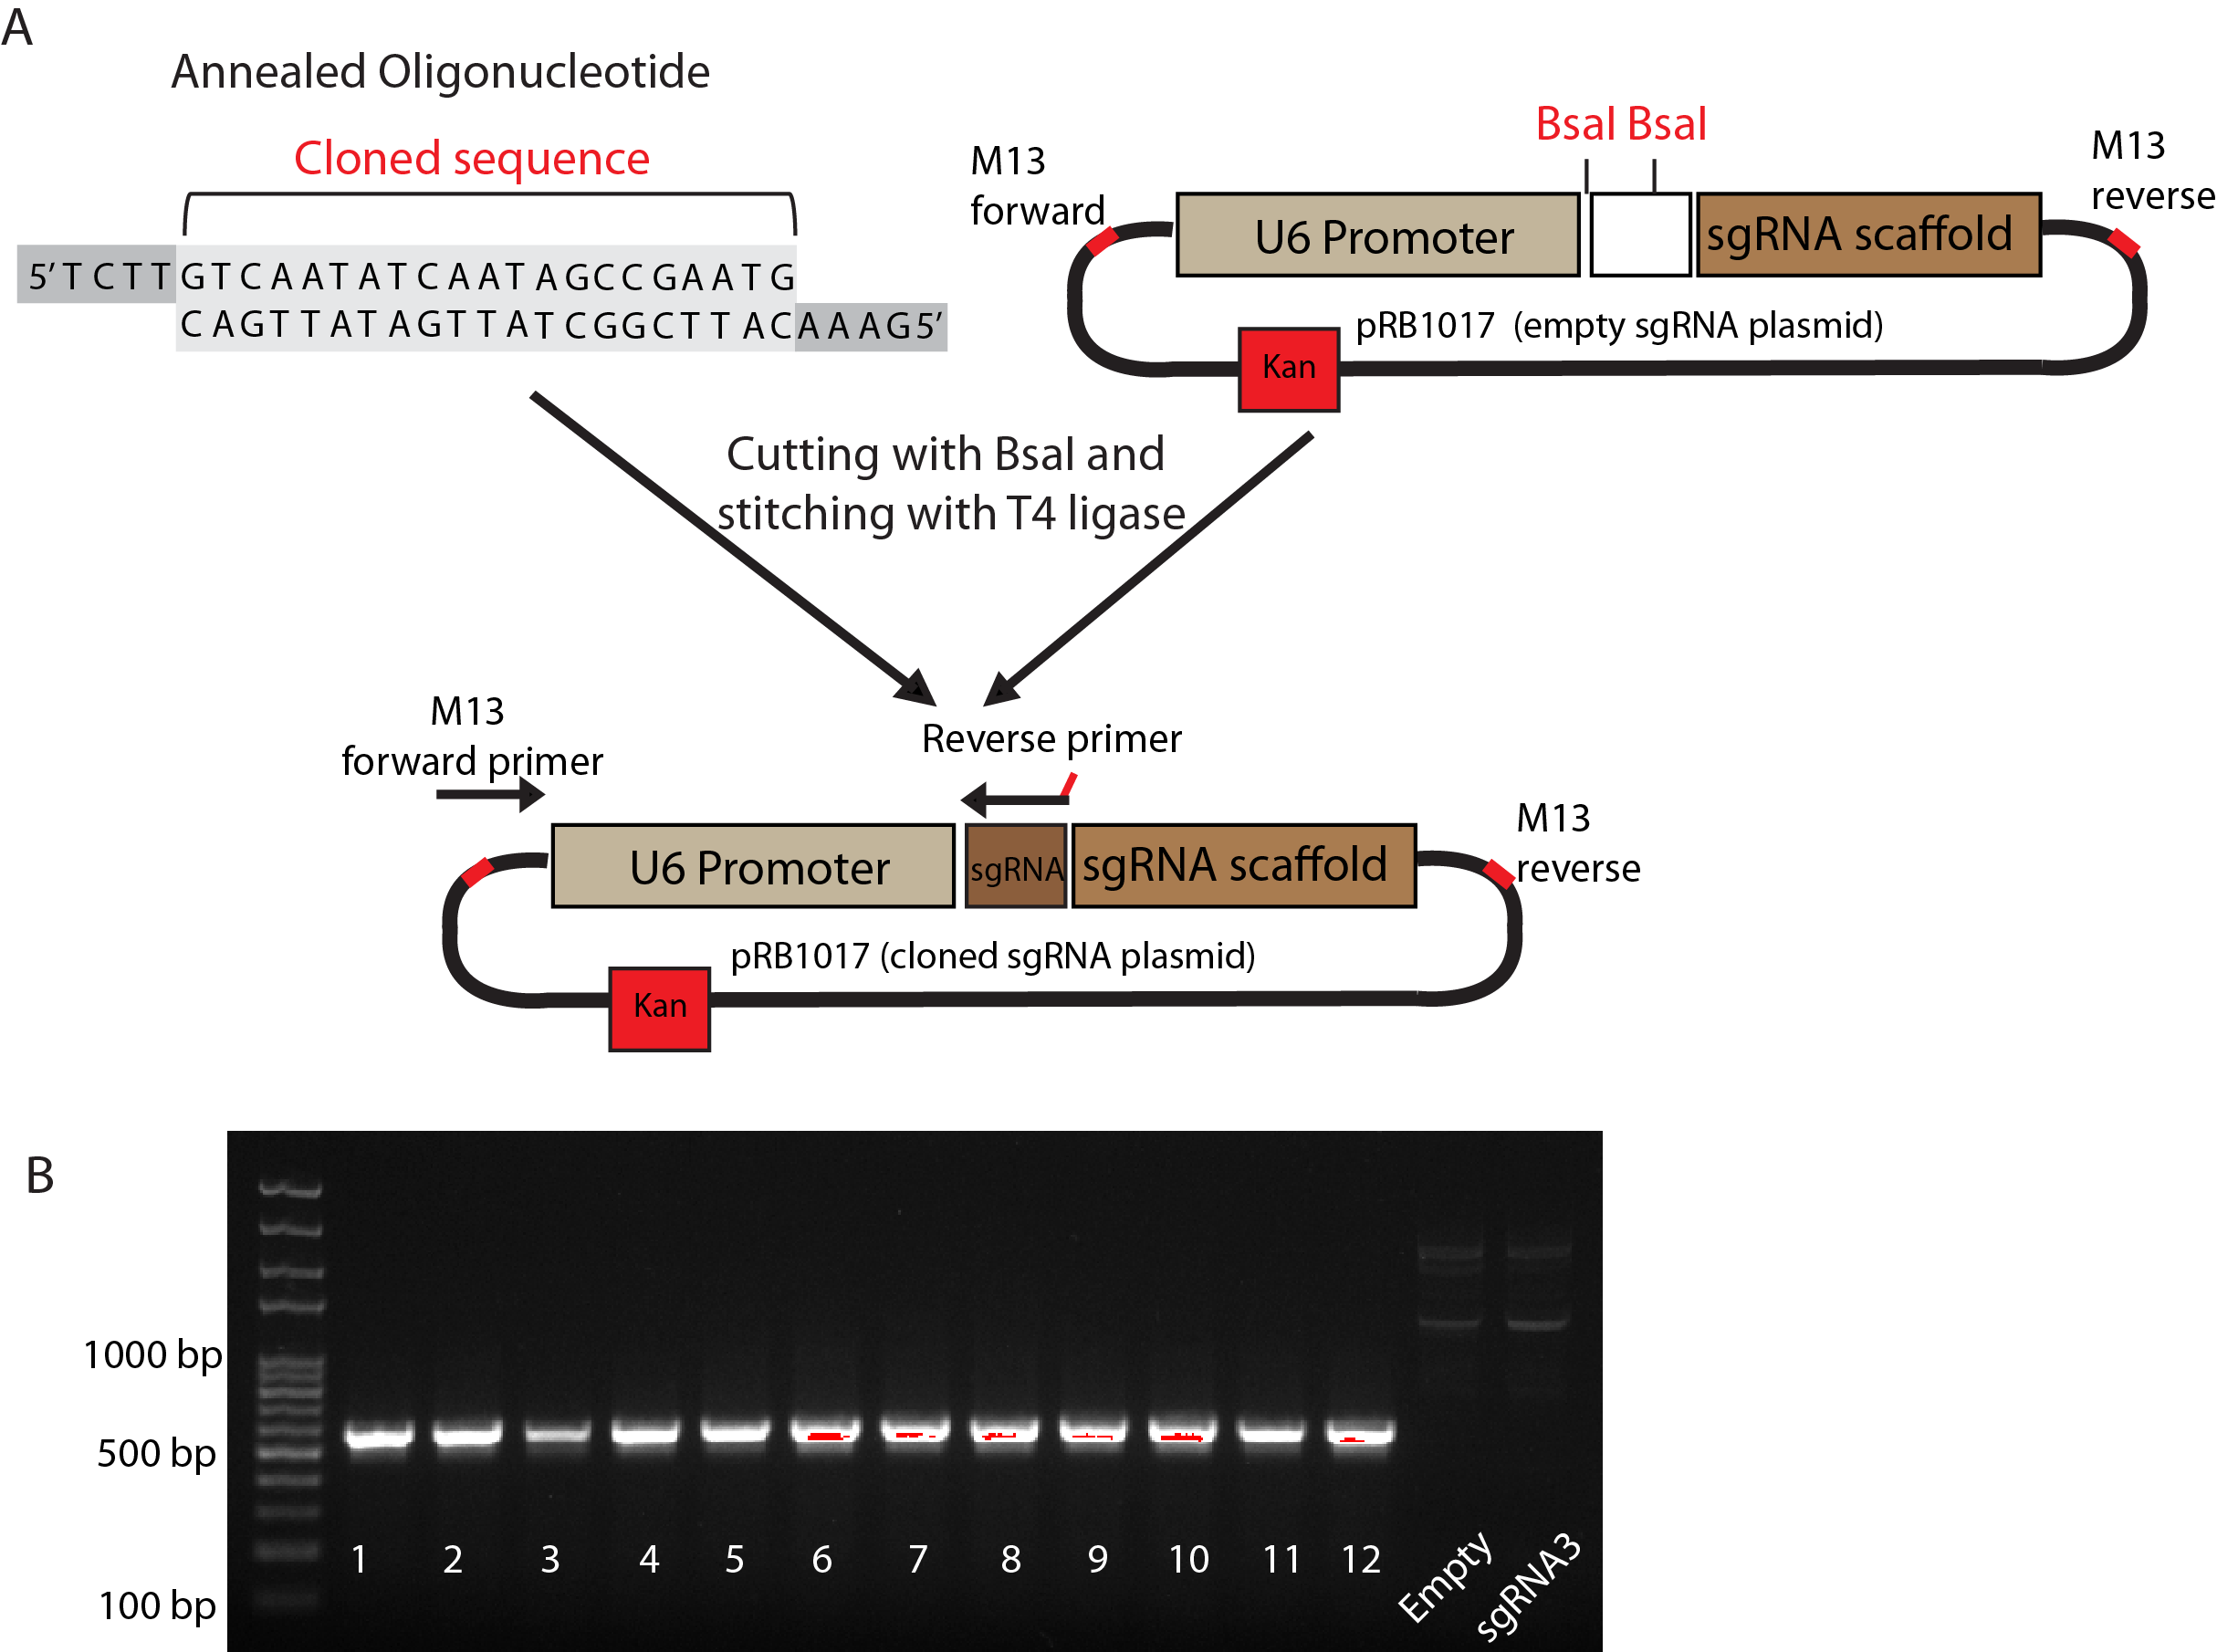 A
Annealed Oligonucleotide
Cloned sequence
5’ T C T T G T C A A T A T C A A T A G C C G A A T G
C A G T T A T A G T T A T C G G C T T A C A A A G 5’
BsaI BsaI
M13
forward
M13
reverse
U6 Promoter
sgRNA scaffold
pRB1017 (empty sgRNA plasmid)
Kan
Cutting with BsaI and
stitching with T4 ligase
M13
forward primer
Reverse primer
M13
reverse
U6 Promoter
sgRNA
sgRNA scaffold
pRB1017 (cloned sgRNA plasmid)
Kan
B
1000 bp
500 bp
100 bp
1 2 3 4 5 6 7 8 9 10 11 12
Empty
sgRNA3